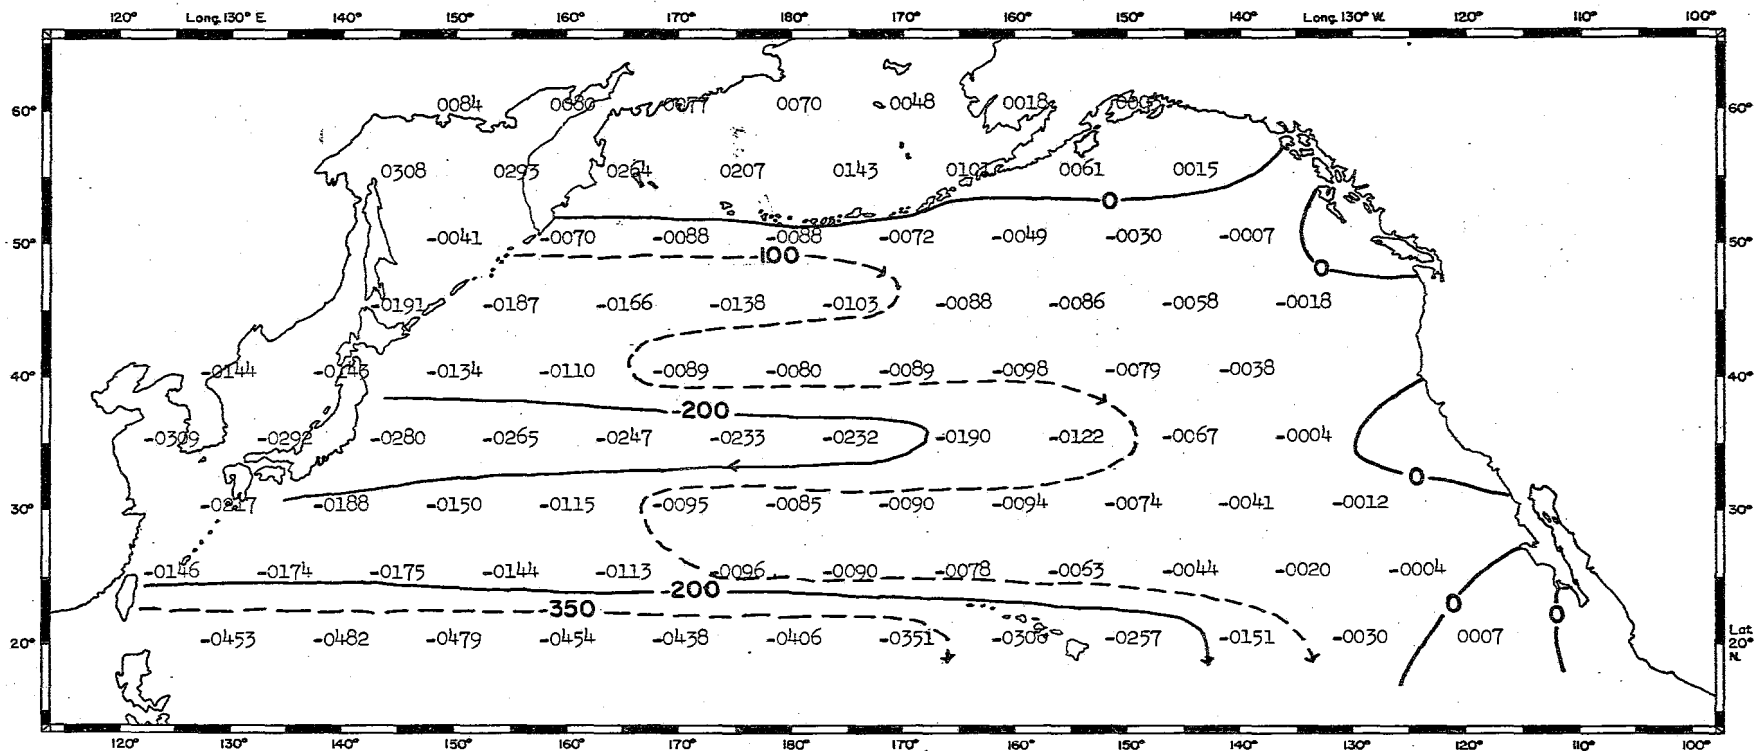 120° Long. 130° E. 140° 150° 160° 170° 180° 170° 160° 150° 140° Long. 130° W. 120° 110° 100°
60° 0084 0080 0077 0070 0048 0018 60°
0308 0293 0264 0207 0143 0101 0061 0015
0
50° -0041 -0070 -0088 -0088 -0072 -0049 -0030 -0007 50°
100
0
-0191 -0187 -0166 -0138 -0103 -0088 -0086 -0058 -0018
40° -0144 -0143 -0134 -0110 -0089 -0080 -0089 -0098 -0079 -0038 40°
200
-0309 -0292 -0280 -0265 -0247 -0233 -0232 -0190 -0122 -0067 -0004
0
30° -0217 -0188 -0150 -0115 -0095 -0085 -0090 -0094 -0074 -0041 -0012 30°
-0146 -0174 -0175 -0144 -0113 -0096 -0090 -0078 -0063 -0044 -0020 -0004
200
350 0 0
20° -0453 -0482 -0479 -0454 -0438 -0406 -0351 -0306 -0257 -0151 -0030 0007 Lat. 20° N.
120° 130° 140° 150° 160° 170° 180° 170° 160° 150° 140° 130° 120° 110° 100°